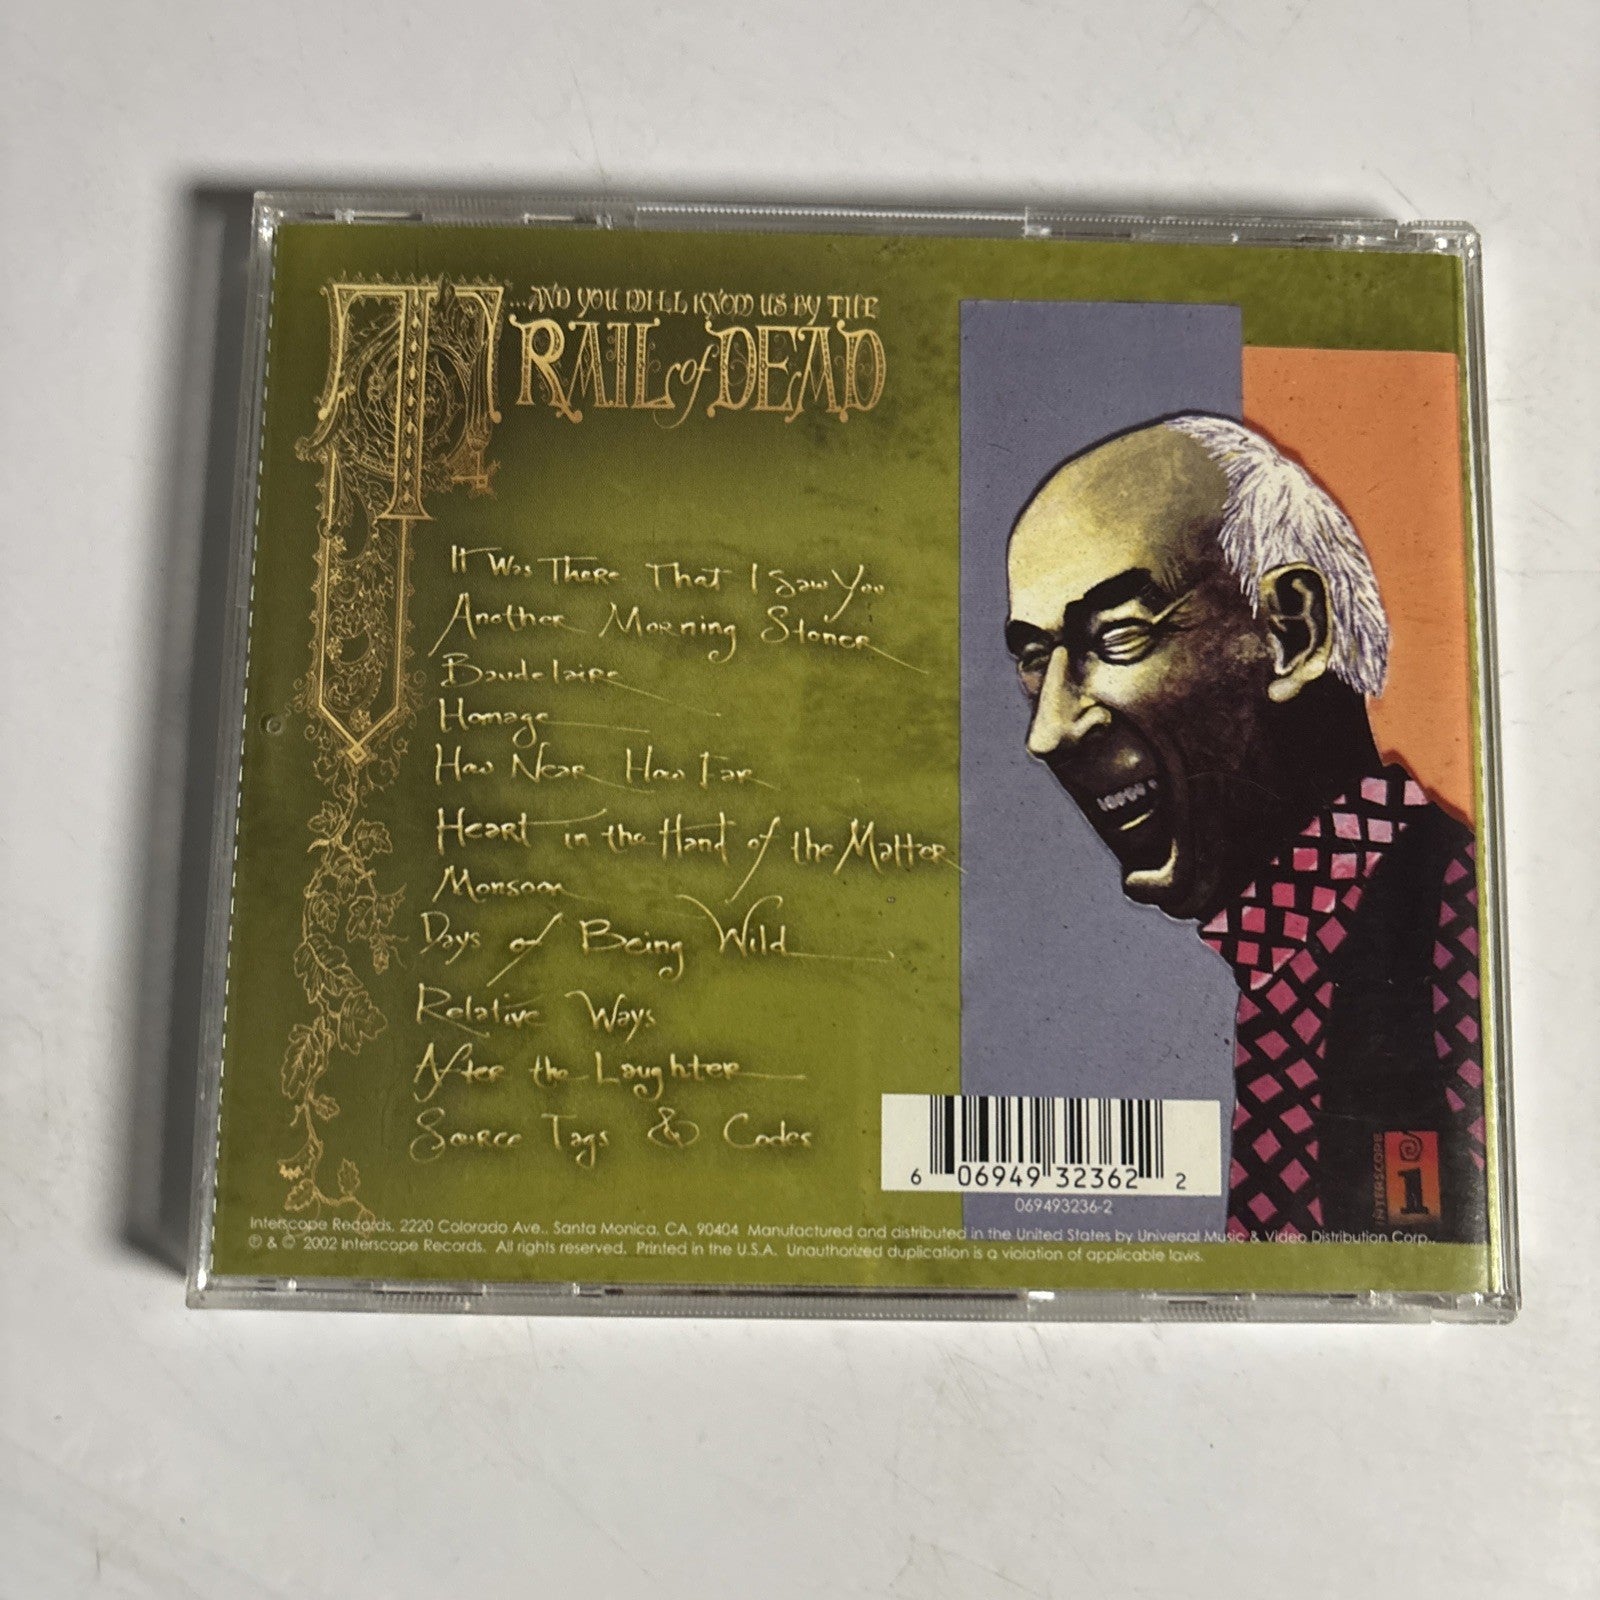 ...AND YOU WILL KNOW US BY THE
TRAIL of DEAD
It Was There That I Saw You
Another Morning Stoner
Baudelaire
Homage
How Near How Far
Heart in the Hand of the Matter
Monsoon
Days of Being Wild
Relative Ways
After the Laughter
Source Tags & Codes
6 06949 32362 2
069493236-2
INTERSCOPE
i
Interscope Records, 2220 Colorado Ave., Santa Monica, CA, 90404 Manufactured and distributed in the United States by Universal Music & Video Distribution Corp.,
℗ & © 2002 Interscope Records. All rights reserved. Printed in the U.S.A. Unauthorized duplication is a violation of applicable laws.